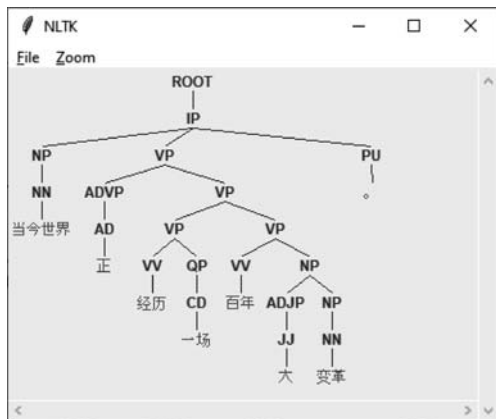 NLTK
File Zoom
ROOT
IP
NP VP PU
NN ADVP VP 。
当今世界 AD VP VP
正 VV QP VV NP
经历 CD 百年 ADJP NP
一场 JJ NN
大 变革